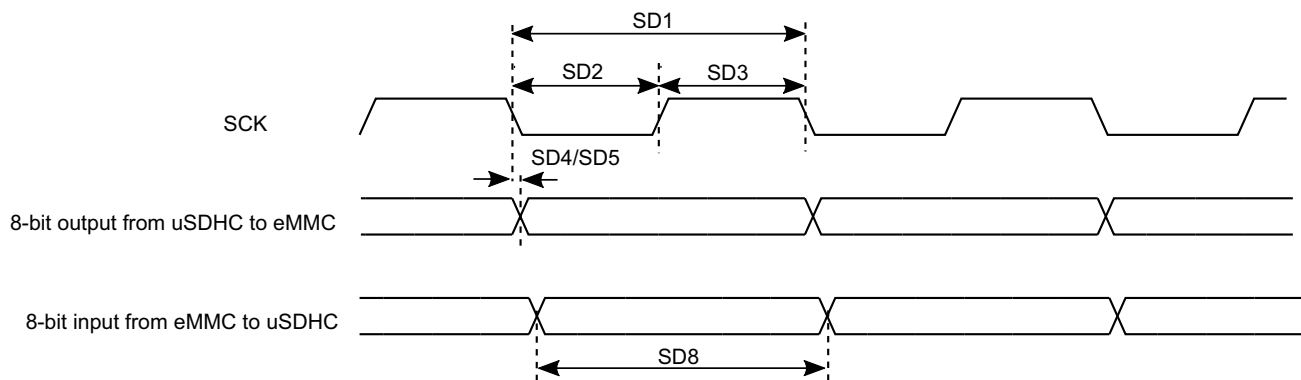 SD1
SD2
SD3
SCK
SD4/SD5
8-bit output from uSDHC to eMMC
8-bit input from eMMC to uSDHC
SD8